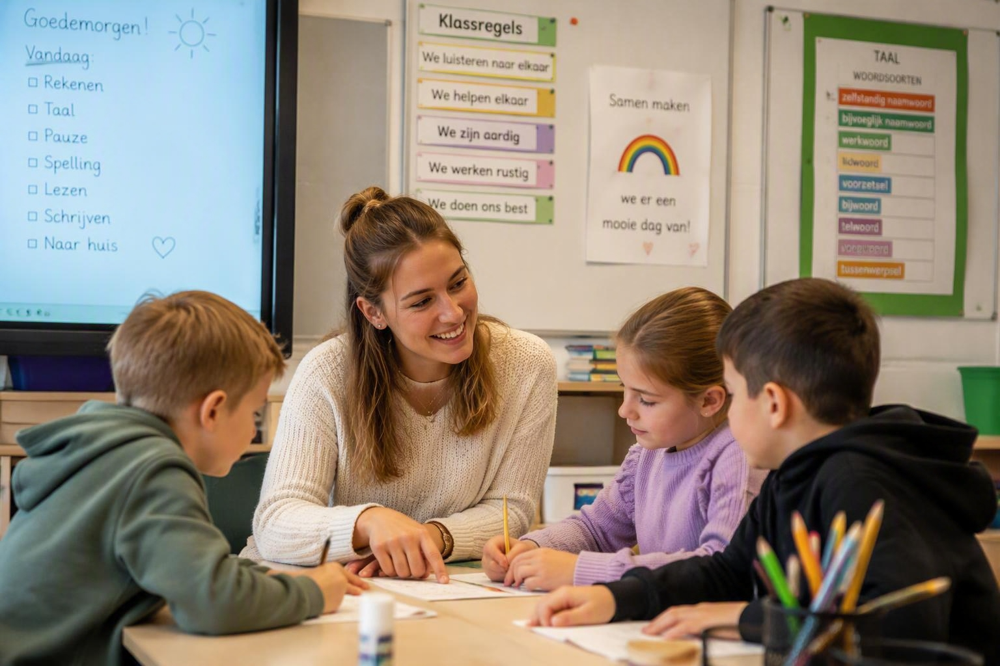 Goedemorgen!
Vandaag:
Rekenen
Taal
Pauze
Spelling
Lezen
Schrijven
Naar huis
Klassregels
We luisteren naar elkaar
We helpen elkaar
We zijn aardig
We werken rustig
We doen ons best
Samen maken
we er een
mooie dag van!
TAAL
WOORDSOORTEN
zelfstandig naamwoord
bijvoeglijk naamwoord
werkwoord
lidwoord
voorzetsel
bijwoord
telwoord
tussenwerpsel